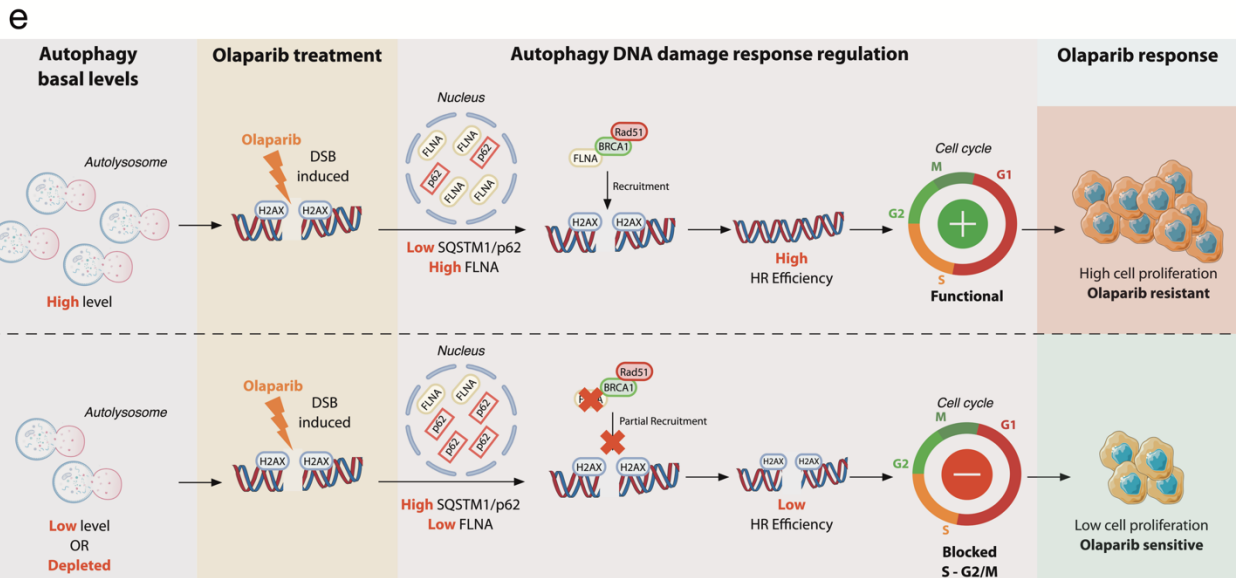 e
Autophagy
basal levels
Olaparib treatment
Autophagy DNA damage response regulation
Olaparib response
Autolysosome
High level
Olaparib
DSB
induced
H2AX H2AX
Nucleus
FLNA
FLNA
p62
p62
FLNA
FLNA
Low SQSTM1/p62
High FLNA
Rad51
BRCA1
FLNA
Recruitment
H2AX H2AX
High
HR Efficiency
Cell cycle
M
G1
G2
S
Functional
High cell proliferation
Olaparib resistant
Autolysosome
Low level
OR
Depleted
Olaparib
DSB
induced
H2AX H2AX
Nucleus
FLNA
FLNA
p62
p62
p62
p62
High SQSTM1/p62
Low FLNA
Rad51
BRCA1
Partial Recruitment
H2AX H2AX
H2AX H2AX
Low
HR Efficiency
Cell cycle
M
G1
G2
S
Blocked
S - G2/M
Low cell proliferation
Olaparib sensitive